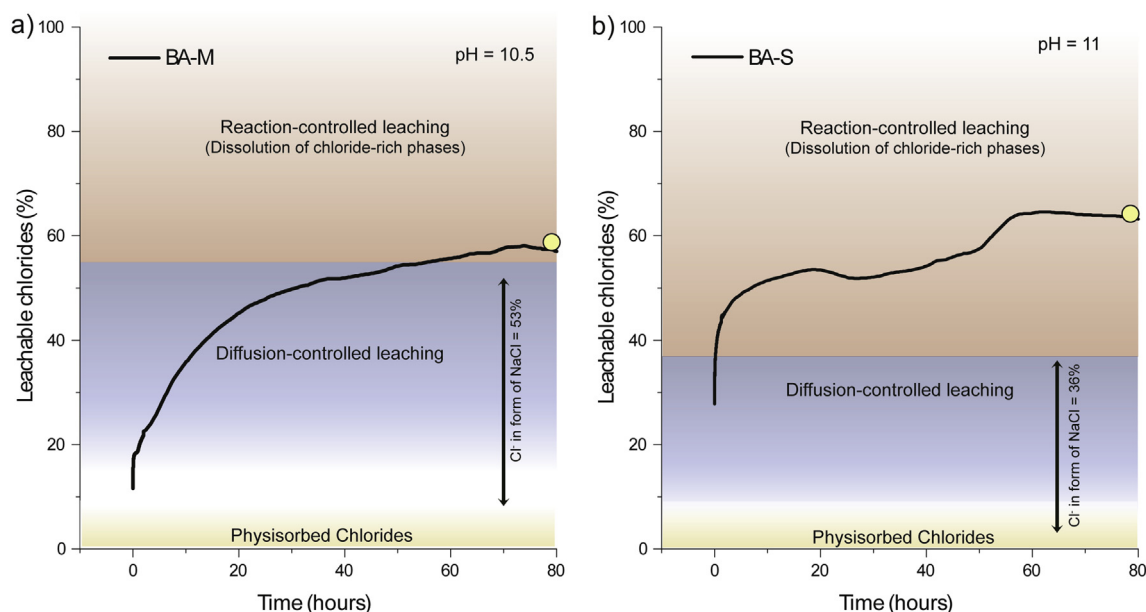 a)
BA-M
pH = 10.5
Reaction-controlled leaching
(Dissolution of chloride-rich phases)
Diffusion-controlled leaching
Cl- in form of NaCl = 53%
Physisorbed Chlorides
Leachable chlorides (%)
100
80
60
40
20
0
0 20 40 60 80
Time (hours)
b)
BA-S
pH = 11
Reaction-controlled leaching
(Dissolution of chloride-rich phases)
Diffusion-controlled leaching
Cl- in form of NaCl = 36%
Physisorbed Chlorides
Leachable chlorides (%)
100
80
60
40
20
0
0 20 40 60 80
Time (hours)